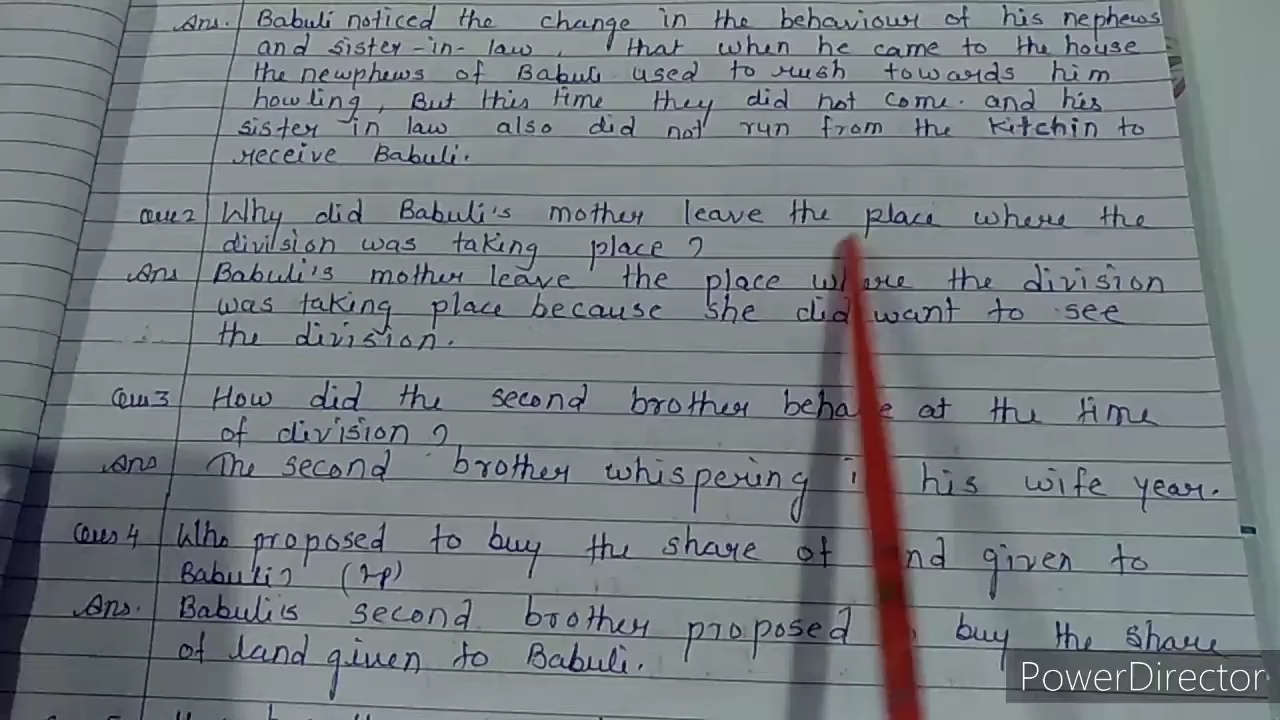 Ans. Babuli noticed the change in the behaviour of his nephews
and sister-in-law, that when he came to the house
the newphews of Babuli used to rush towards him
howling, But this time they did not come. and his
sister in law also did not run from the kitchin to
receive Babuli.
Ques2 Why did Babuli's mother leave the place where the
division was taking place?
Ans Babuli's mother leave the place where the division
was taking place because she did want to see
the division.
Ques3 How did the second brother behave at the time
of division?
Ans The second brother whispering his wife year.
Ques4 Who proposed to buy the share of given to
Babuli? (2p)
Ans. Babuli's second brother proposed buy the share
of land given to Babuli.
PowerDirector